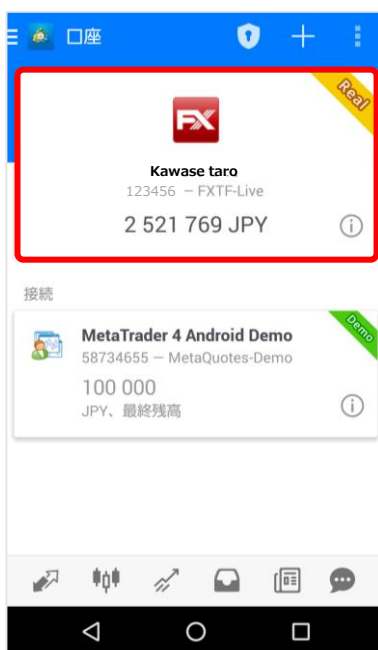 口座
Real
FX
Kawase taro
123456 – FXTF-Live
2 521 769 JPY
接続
Demo
MetaTrader 4 Android Demo
58734655 – MetaQuotes-Demo
100 000
JPY、最終残高